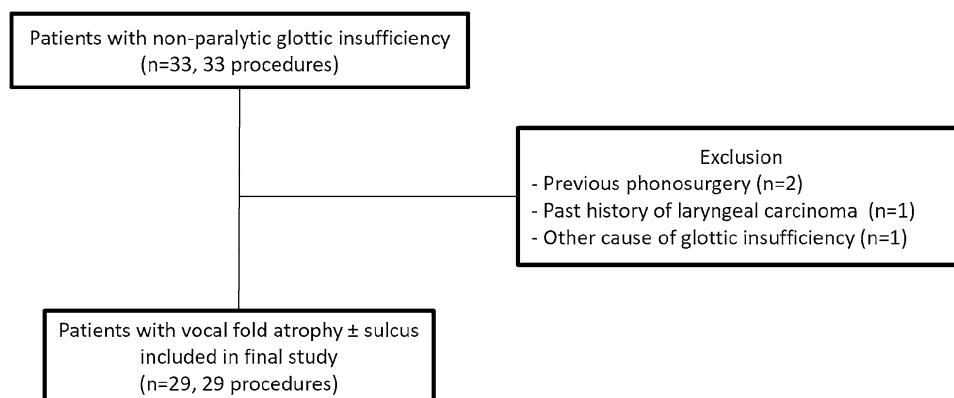 Patients with non-paralytic glottic insufficiency
(n=33, 33 procedures)
Exclusion
- Previous phonosurgery (n=2)
- Past history of laryngeal carcinoma (n=1)
- Other cause of glottic insufficiency (n=1)
Patients with vocal fold atrophy ± sulcus
included in final study
(n=29, 29 procedures)